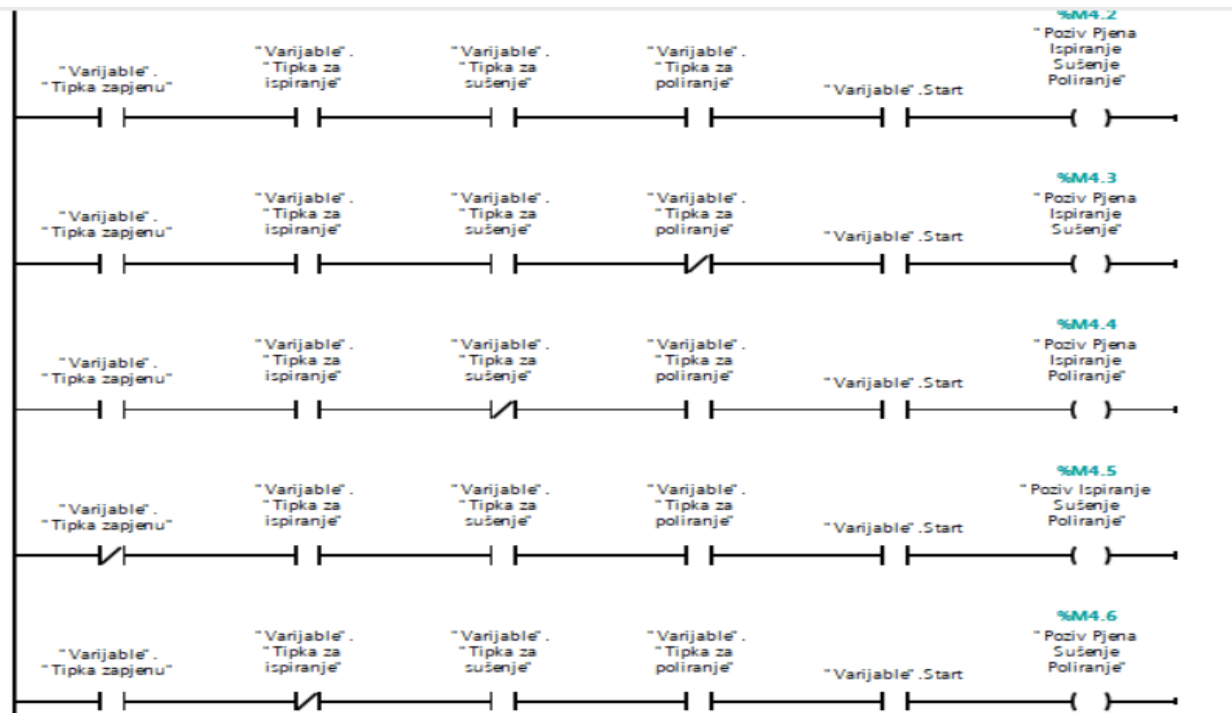 %M4.2
"Poziv Pjena
Ispiranje
Sušenje
Poliranje"
"Varijable".
"Tipka zapjenu"
"Varijable".
"Tipka za
ispiranje"
"Varijable".
"Tipka za
sušenje"
"Varijable".
"Tipka za
poliranje"
"Varijable".Start
%M4.3
"Poziv Pjena
Ispiranje
Sušenje"
"Varijable".
"Tipka zapjenu"
"Varijable".
"Tipka za
ispiranje"
"Varijable".
"Tipka za
sušenje"
"Varijable".
"Tipka za
poliranje"
"Varijable".Start
%M4.4
"Poziv Pjena
Ispiranje
Poliranje"
"Varijable".
"Tipka zapjenu"
"Varijable".
"Tipka za
ispiranje"
"Varijable".
"Tipka za
sušenje"
"Varijable".
"Tipka za
poliranje"
"Varijable".Start
%M4.5
"Poziv Ispiranje
Sušenje
Poliranje"
"Varijable".
"Tipka zapjenu"
"Varijable".
"Tipka za
ispiranje"
"Varijable".
"Tipka za
sušenje"
"Varijable".
"Tipka za
poliranje"
"Varijable".Start
%M4.6
"Poziv Pjena
Sušenje
Poliranje"
"Varijable".
"Tipka zapjenu"
"Varijable".
"Tipka za
ispiranje"
"Varijable".
"Tipka za
sušenje"
"Varijable".
"Tipka za
poliranje"
"Varijable".Start